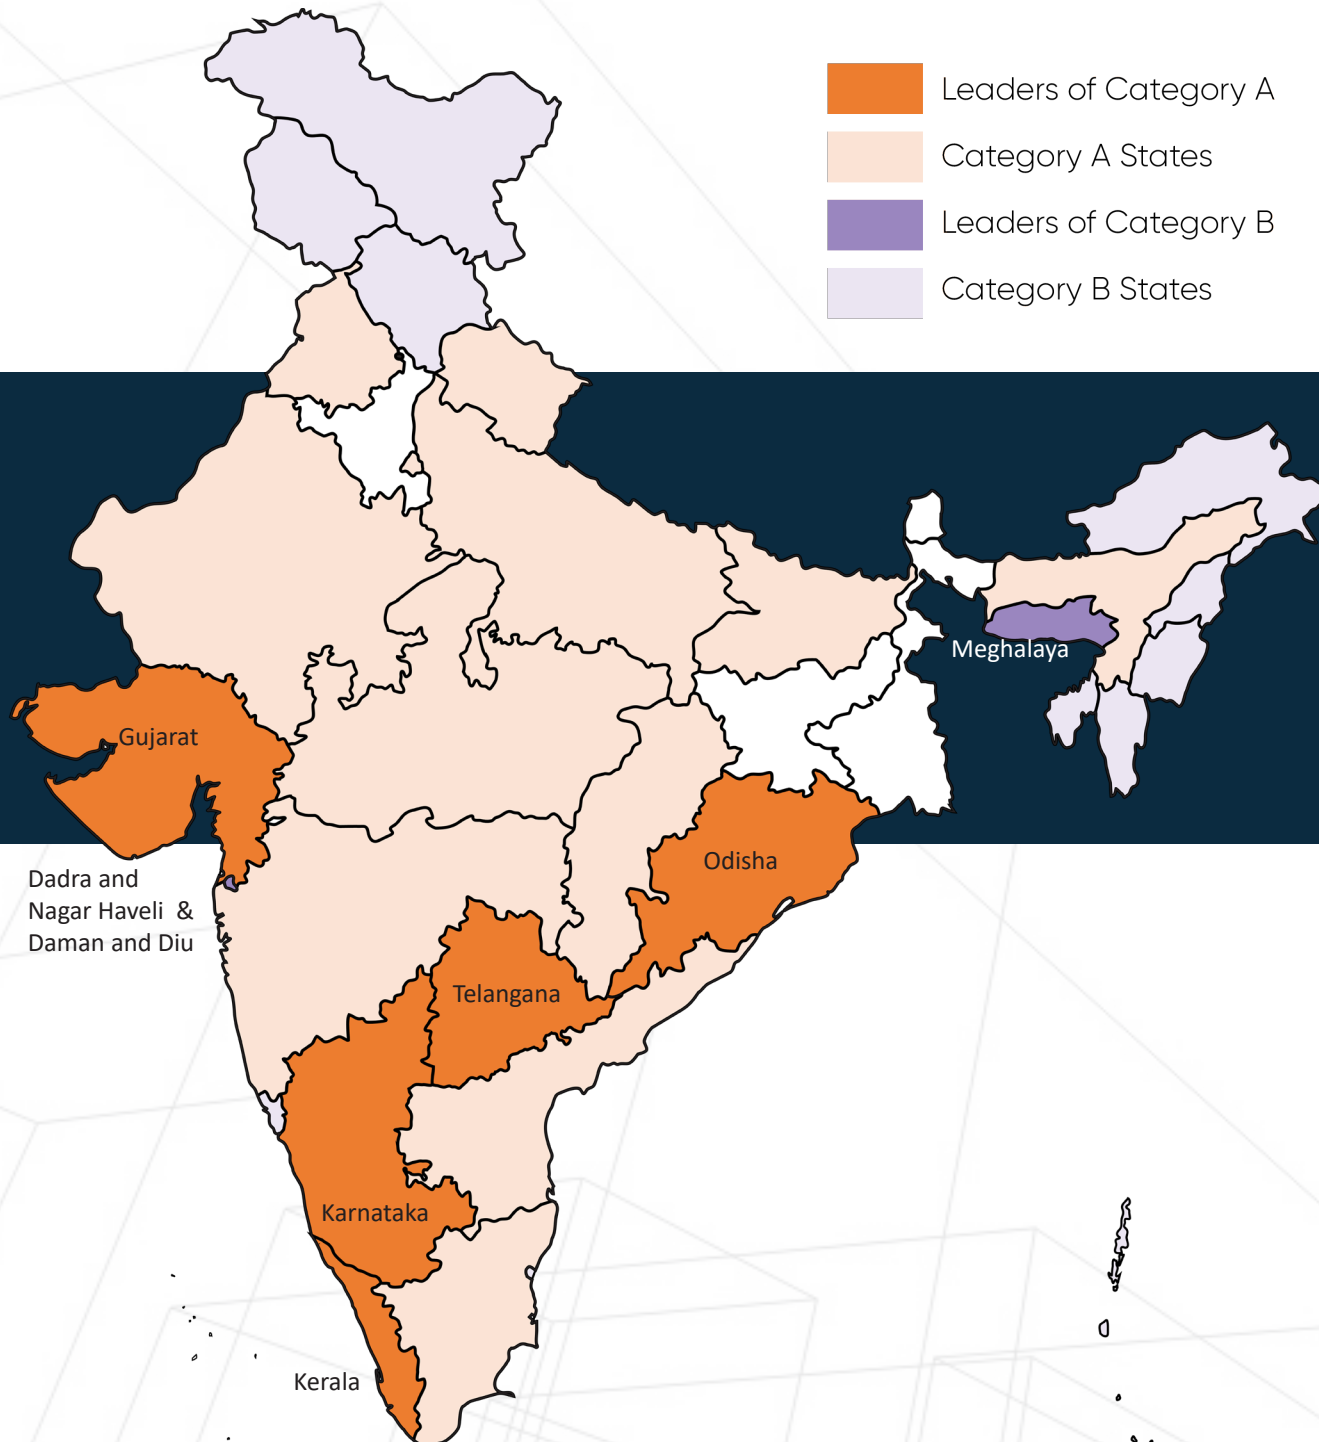 Leaders of Category A
Category A States
Leaders of Category B
Category B States
Meghalaya
Gujarat
Odisha
Dadra and
Nagar Haveli &
Daman and Diu
Telangana
Karnataka
Kerala